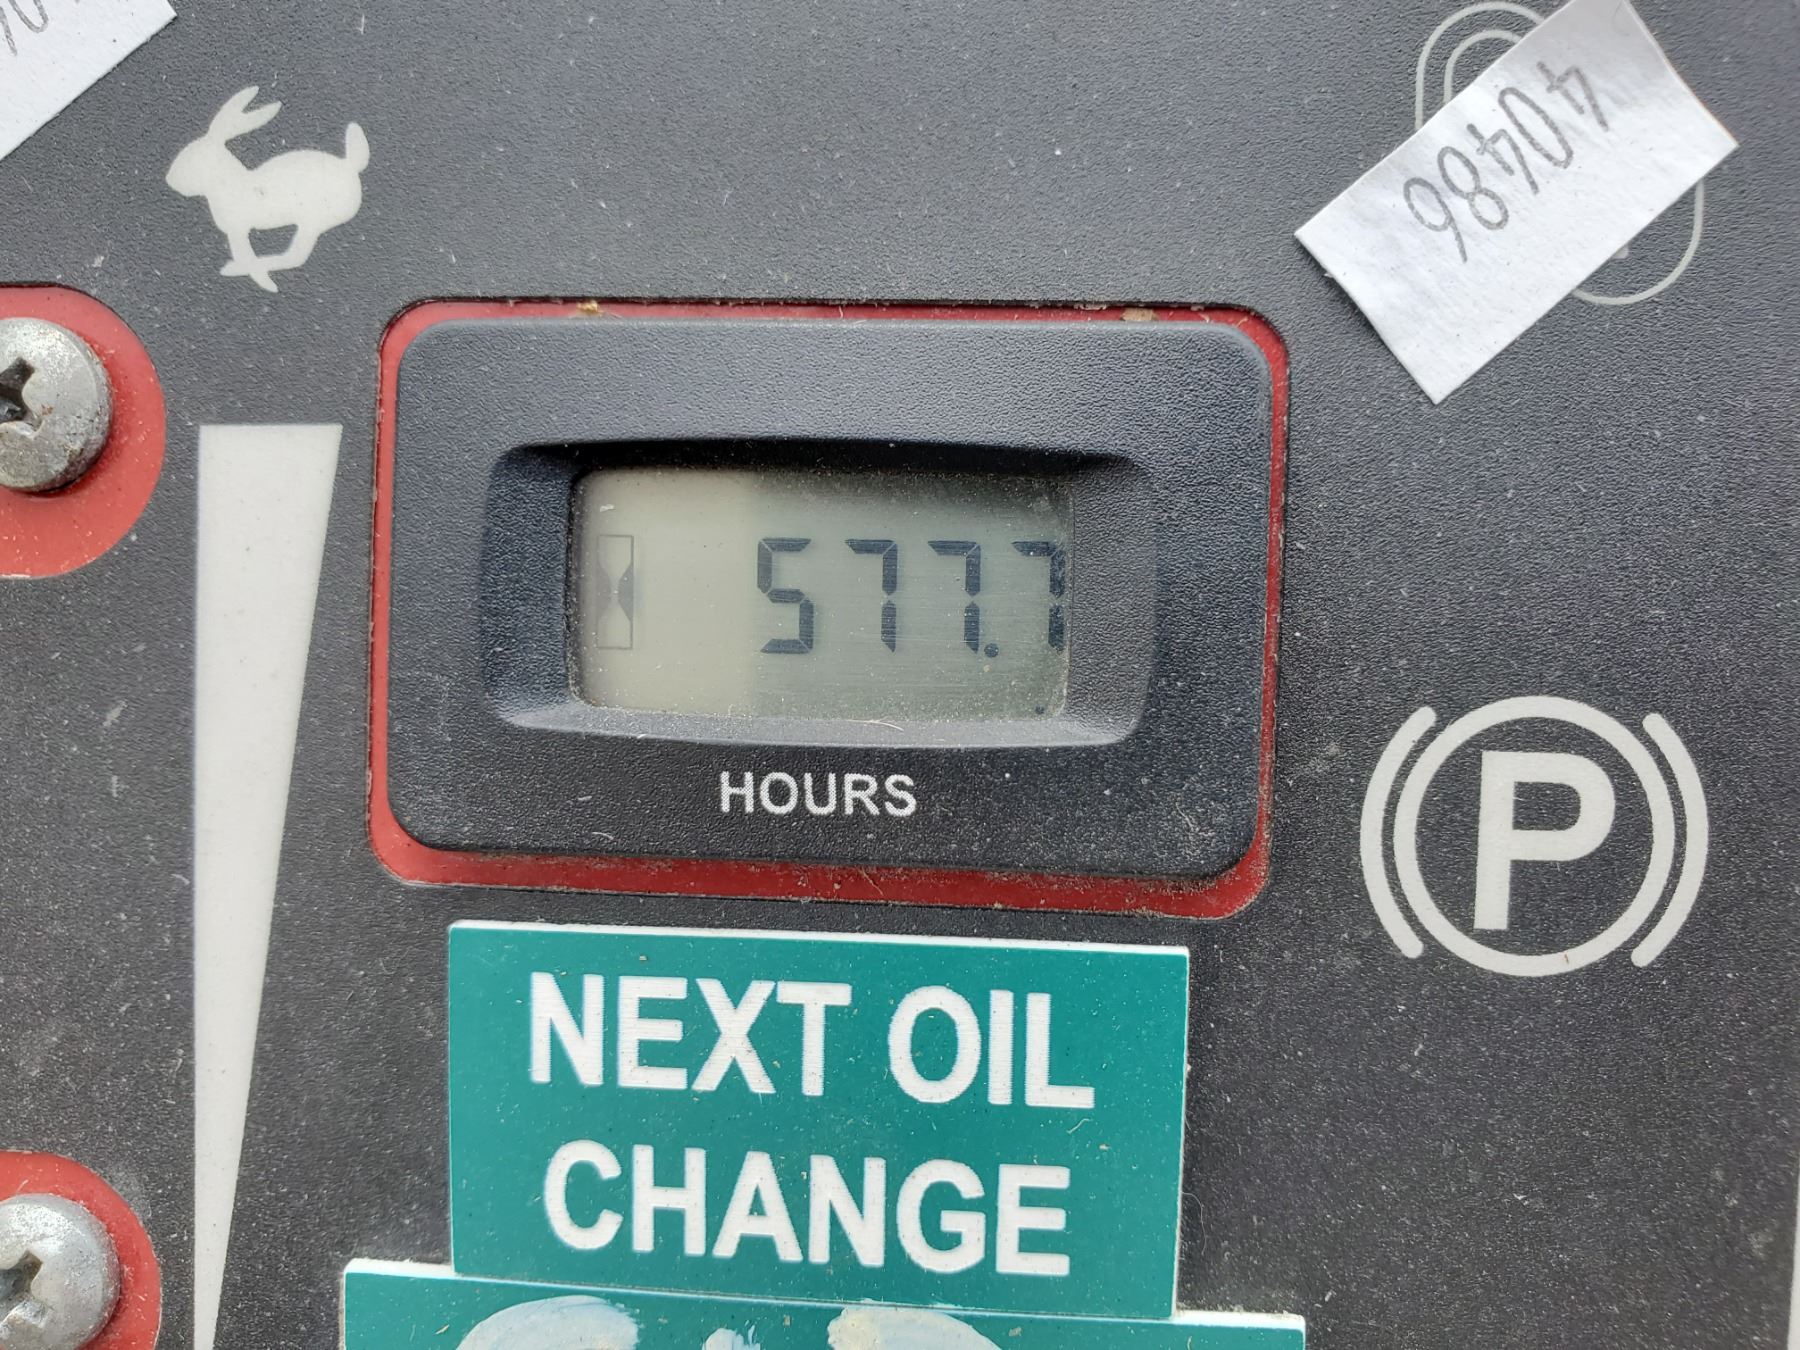 40486
577.7
HOURS
P
NEXT OIL
CHANGE